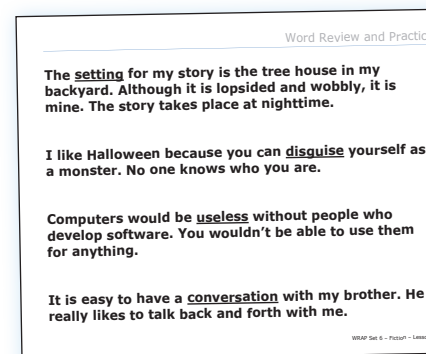 Word Review and Practic
The setting for my story is the tree house in my
backyard. Although it is lopsided and wobbly, it is
mine. The story takes place at nighttime.
I like Halloween because you can disguise yourself as
a monster. No one knows who you are.
Computers would be useless without people who
develop software. You wouldn't be able to use them
for anything.
It is easy to have a conversation with my brother. He
really likes to talk back and forth with me.
WRAP Set 6 – Fiction – Lesso